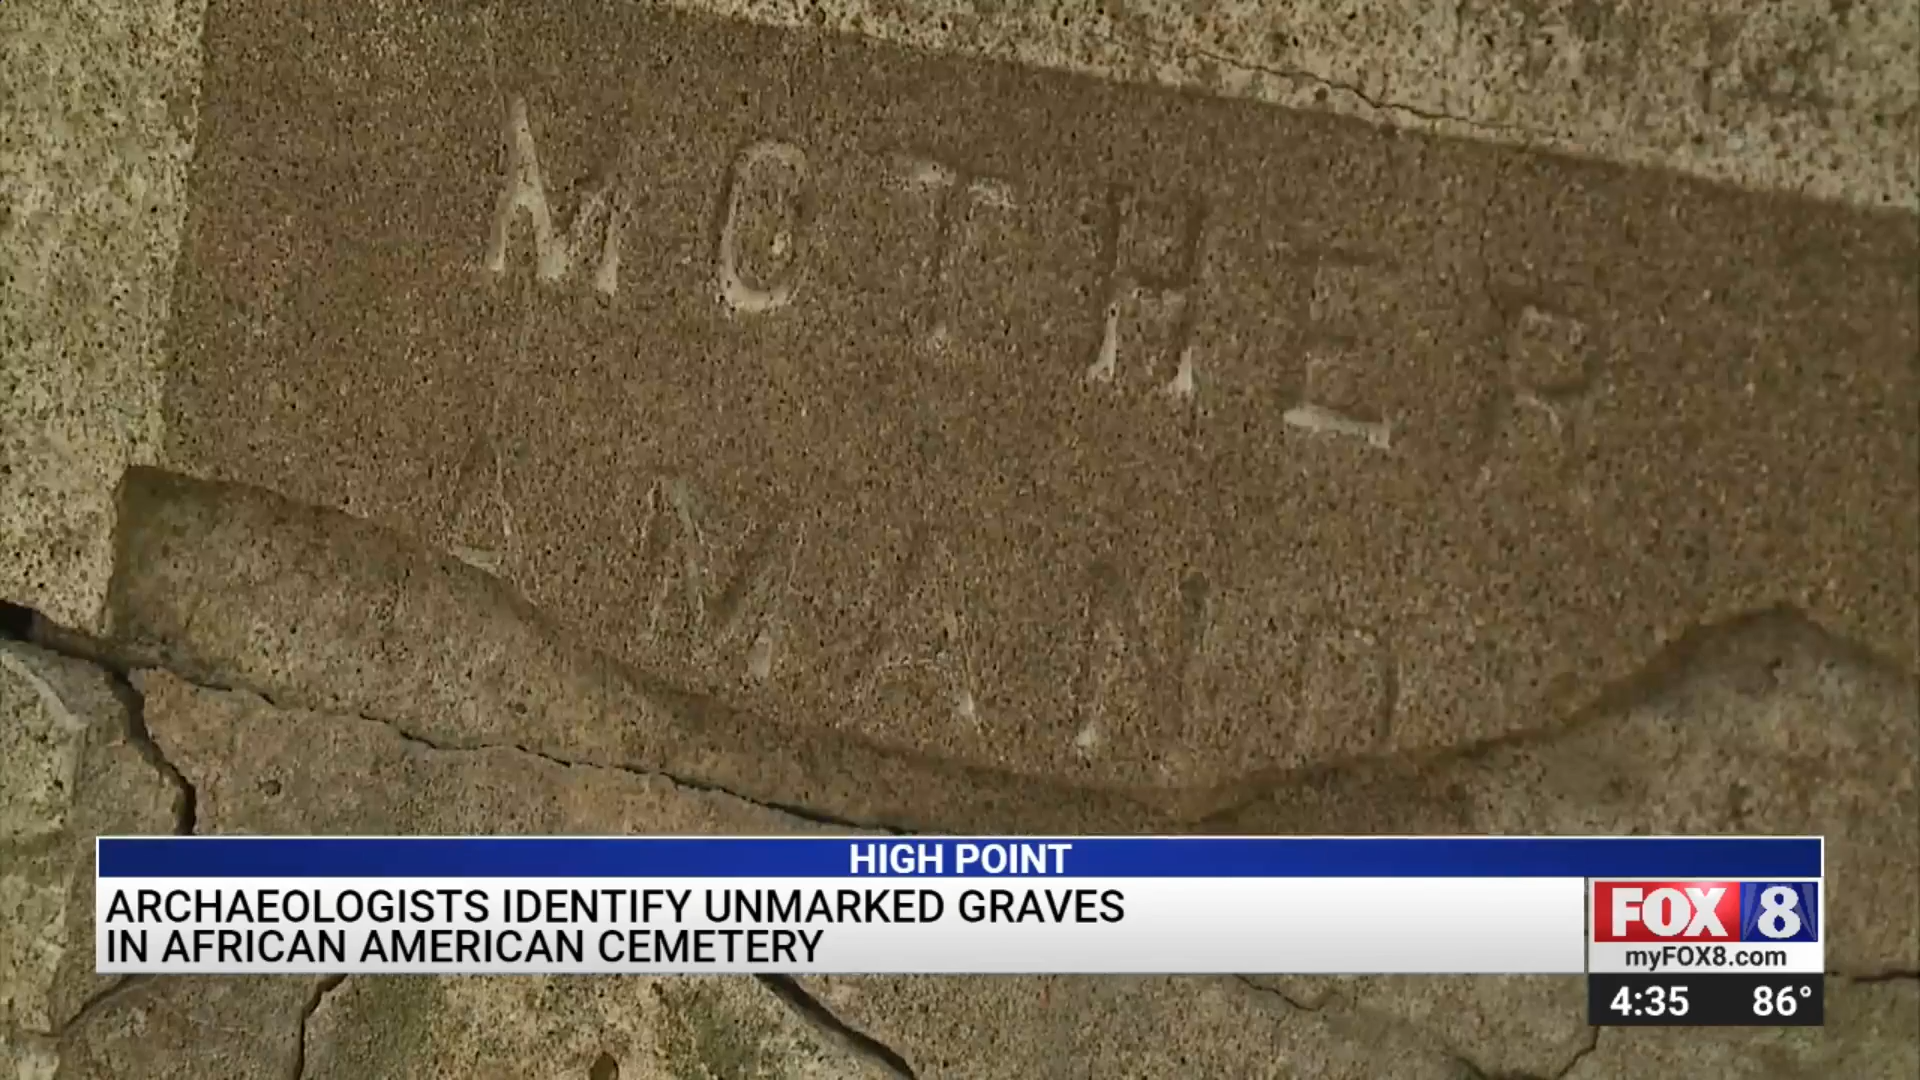 MOTHER
HIGH POINT
ARCHAEOLOGISTS IDENTIFY UNMARKED GRAVES
IN AFRICAN AMERICAN CEMETERY
FOX 8
myFOX8.com
4:35 86°